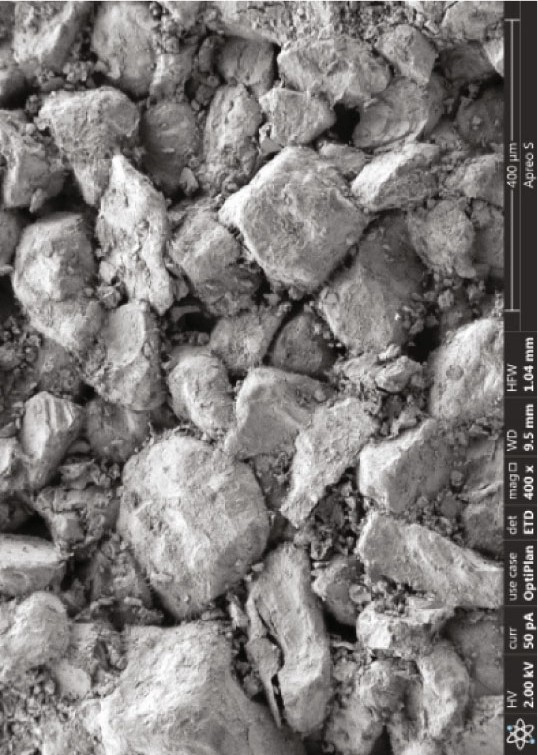 HV curr use case det mag □ WD HFW 400 µm
2.00 kV 50 pA OptiPlan ETD 400 x 9.5 mm 1.04 mm Apreo S